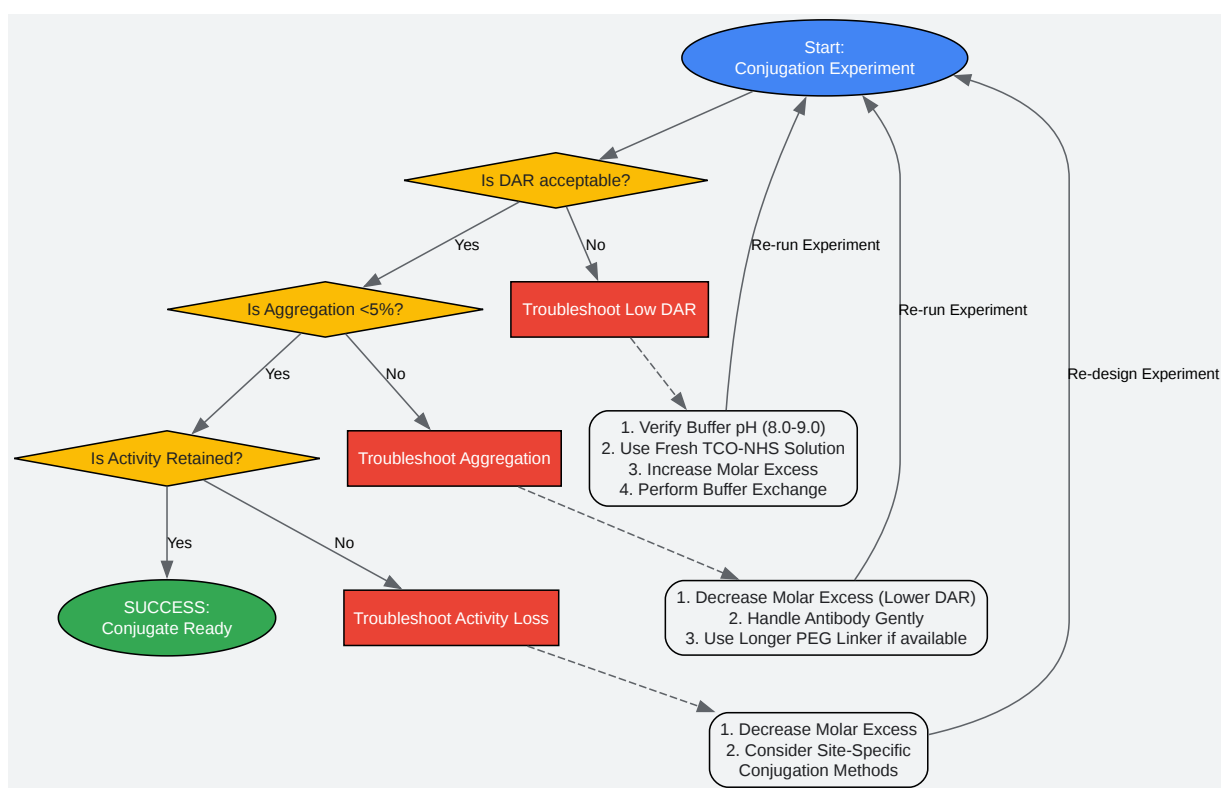 Start:
Conjugation Experiment
Is DAR acceptable?
Yes
No
Re-run Experiment
Is Aggregation <5%?
Troubleshoot Low DAR
Re-run Experiment
Yes
No
Re-design Experiment
1. Verify Buffer pH (8.0-9.0)
2. Use Fresh TCO-NHS Solution
3. Increase Molar Excess
4. Perform Buffer Exchange
Is Activity Retained?
Troubleshoot Aggregation
Yes
No
SUCCESS:
Conjugate Ready
Troubleshoot Activity Loss
1. Decrease Molar Excess (Lower DAR)
2. Handle Antibody Gently
3. Use Longer PEG Linker if available
1. Decrease Molar Excess
2. Consider Site-Specific
Conjugation Methods